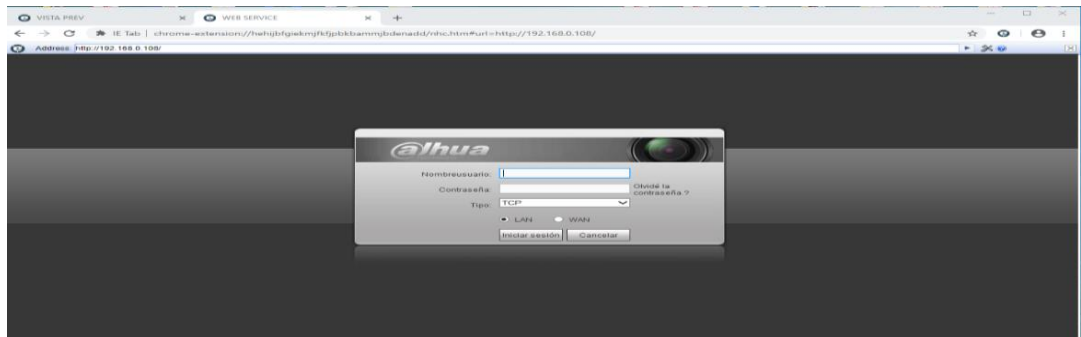 VISTA PREV
WEB SERVICE
IE Tab | chrome-extension://hehijbfgiekmjfkfjpbkbammjbdenadd/nhc.htm#url=http://192.168.0.108/
Address: http://192.168.0.108/
alhua
Nombreusuario:
Contraseña:
Olvidé la
contraseña ?
Tipo: TCP
LAN WAN
Iniciar sesión Cancelar